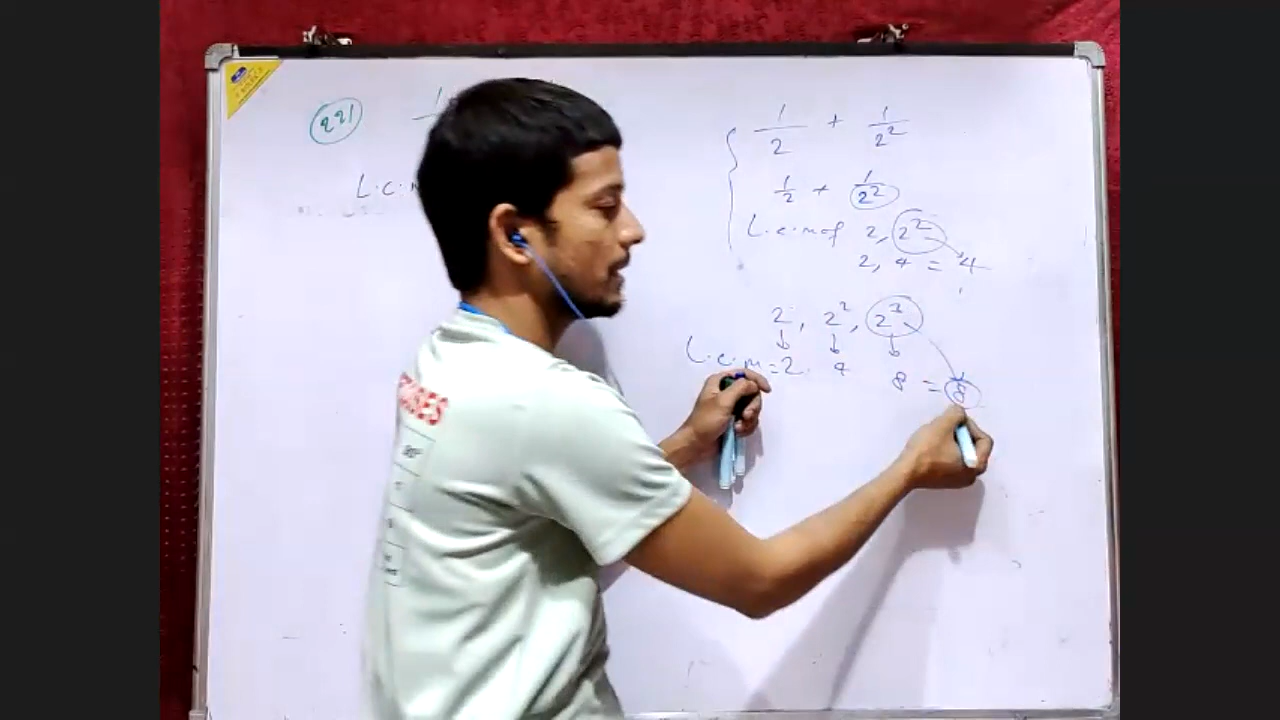 221
1
L.C.M
1/2 + 1/2²
1/2 + 1/2²
L.c.m of 2, 2²
2, 4 = 4
2, 2², 2³
L.c.m = 2. 4 8 = 8